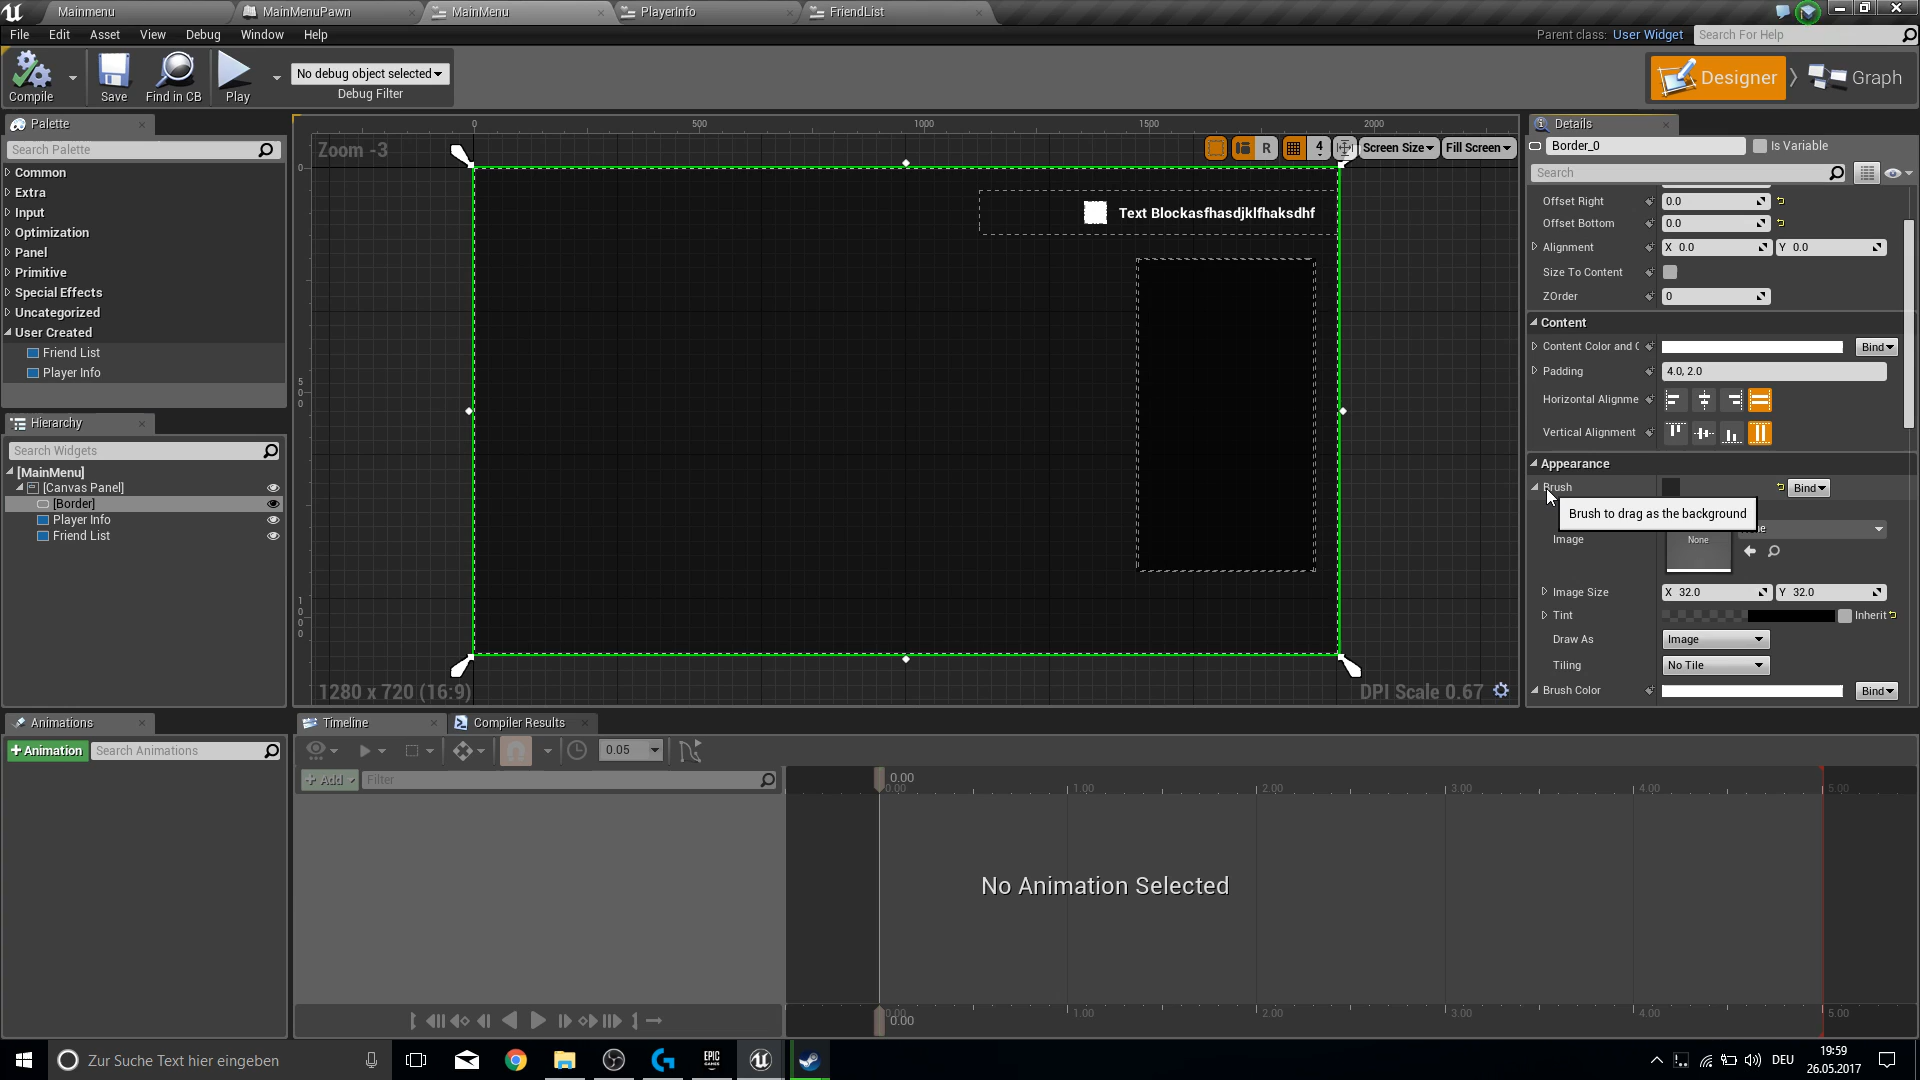 Mainmenu
MainMenuPawn
MainMenu
PlayerInfo
FriendList
File Edit Asset View Debug Window Help
Parent class: User Widget
Search For Help
Compile
Save
Find in CB
Play
No debug object selected
Debug Filter
Designer
Graph
Palette
Search Palette
Common
Extra
Input
Optimization
Panel
Primitive
Special Effects
Uncategorized
User Created
Friend List
Player Info
Hierarchy
Search Widgets
[MainMenu]
[Canvas Panel]
[Border]
Player Info
Friend List
0 500 1000 1500 2000
Zoom -3
R
4
Screen Size
Fill Screen
0
500
1000
Text Blockasfhasdjklfhaksdhf
1280 x 720 (16:9)
DPI Scale 0.67
Details
Border_0
Is Variable
Search
Offset Right 0.0
Offset Bottom 0.0
Alignment X 0.0 Y 0.0
Size To Content
ZOrder 0
Content
Content Color and Bind
Padding 4.0, 2.0
Horizontal Alignme
Vertical Alignment
Appearance
Brush Bind
Brush to drag as the background
Image None
Image Size X 32.0 Y 32.0
Tint Inherit
Draw As Image
Tiling No Tile
Brush Color Bind
Animations
+Animation
Search Animations
Timeline
Compiler Results
0.05
+ Add
Filter
0.00
0.00 1.00 2.00 3.00 4.00 5.00
No Animation Selected
0.00 1.00 2.00 3.00 4.00 5.00
0.00
Zur Suche Text hier eingeben
EPIC
GAMES
DEU
19:59
26.05.2017